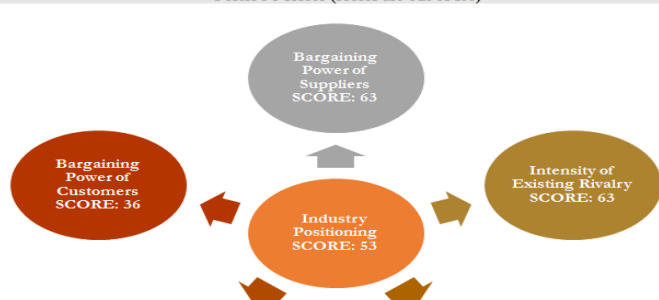 Bargaining
Power of
Suppliers
SCORE: 63
Bargaining
Power of
Customers
SCORE: 36
Intensity of
Existing Rivalry
SCORE: 63
Industry
Positioning
SCORE: 53